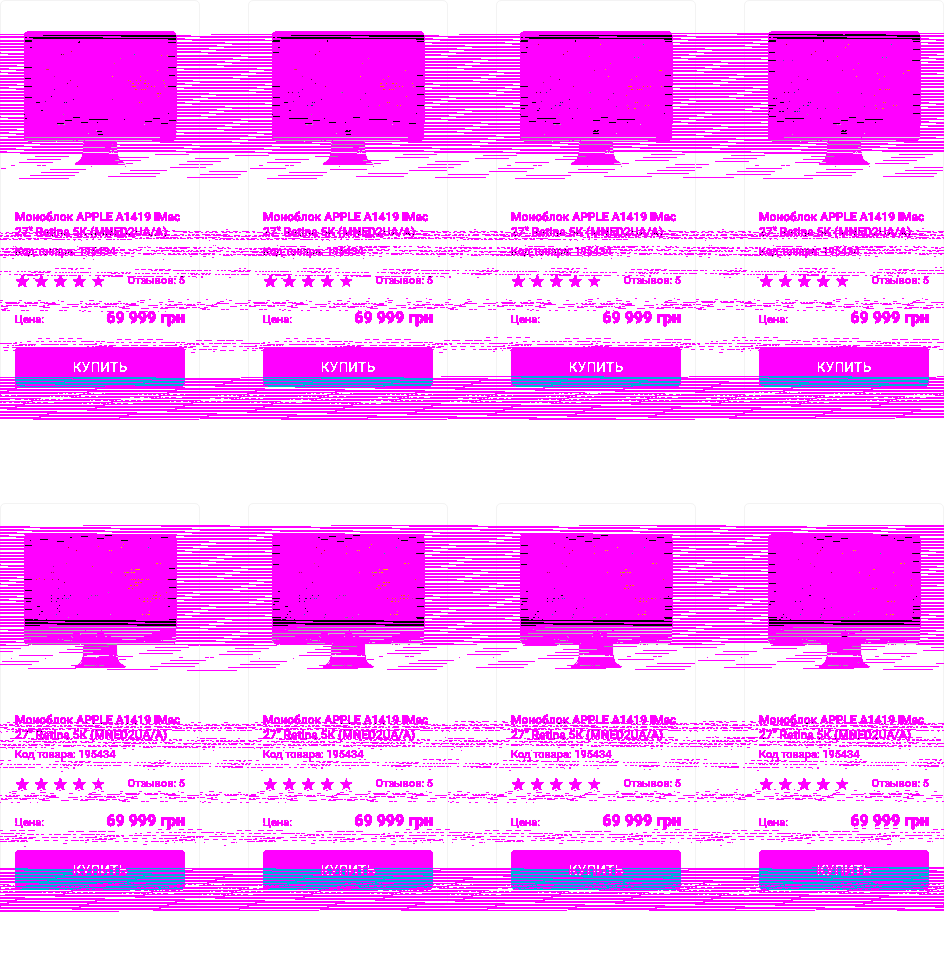 Моноблок APPLE A1419 iMac Моноблок APPLE A1419 iMac Моноблок APPLE A1419 iMac Моноблок APPLE A1419 iMac
27" Retina 5K (MNED2UA/A) 27" Retina 5K (MNED2UA/A) 27" Retina 5K (MNED2UA/A) 27" Retina 5K (MNED2UA/A)
Код товара: 195434 Код товара: 195434 Код товара: 195434 Код товара: 195434
Отзывов: 5 Отзывов: 5 Отзывов: 5 Отзывов: 5
Цена: 69 999 грн Цена: 69 999 грн Цена: 69 999 грн Цена: 69 999 грн
КУПИТЬ КУПИТЬ КУПИТЬ КУПИТЬ
Моноблок APPLE A1419 iMac Моноблок APPLE A1419 iMac Моноблок APPLE A1419 iMac Моноблок APPLE A1419 iMac
27" Retina 5K (MNED2UA/A) 27" Retina 5K (MNED2UA/A) 27" Retina 5K (MNED2UA/A) 27" Retina 5K (MNED2UA/A)
Код товара: 195434 Код товара: 195434 Код товара: 195434 Код товара: 195434
Отзывов: 5 Отзывов: 5 Отзывов: 5 Отзывов: 5
Цена: 69 999 грн Цена: 69 999 грн Цена: 69 999 грн Цена: 69 999 грн
КУПИТЬ КУПИТЬ КУПИТЬ КУПИТЬ